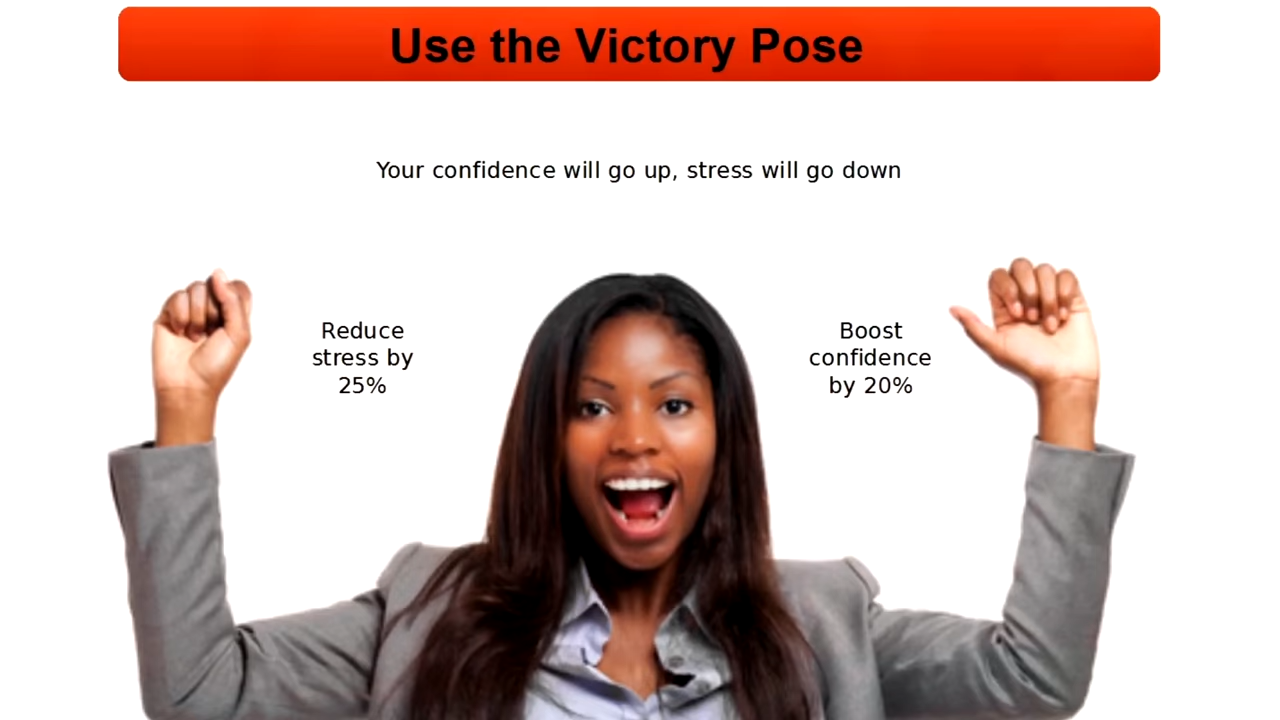 Use the Victory Pose
Your confidence will go up, stress will go down
Reduce
stress by
25%
Boost
confidence
by 20%